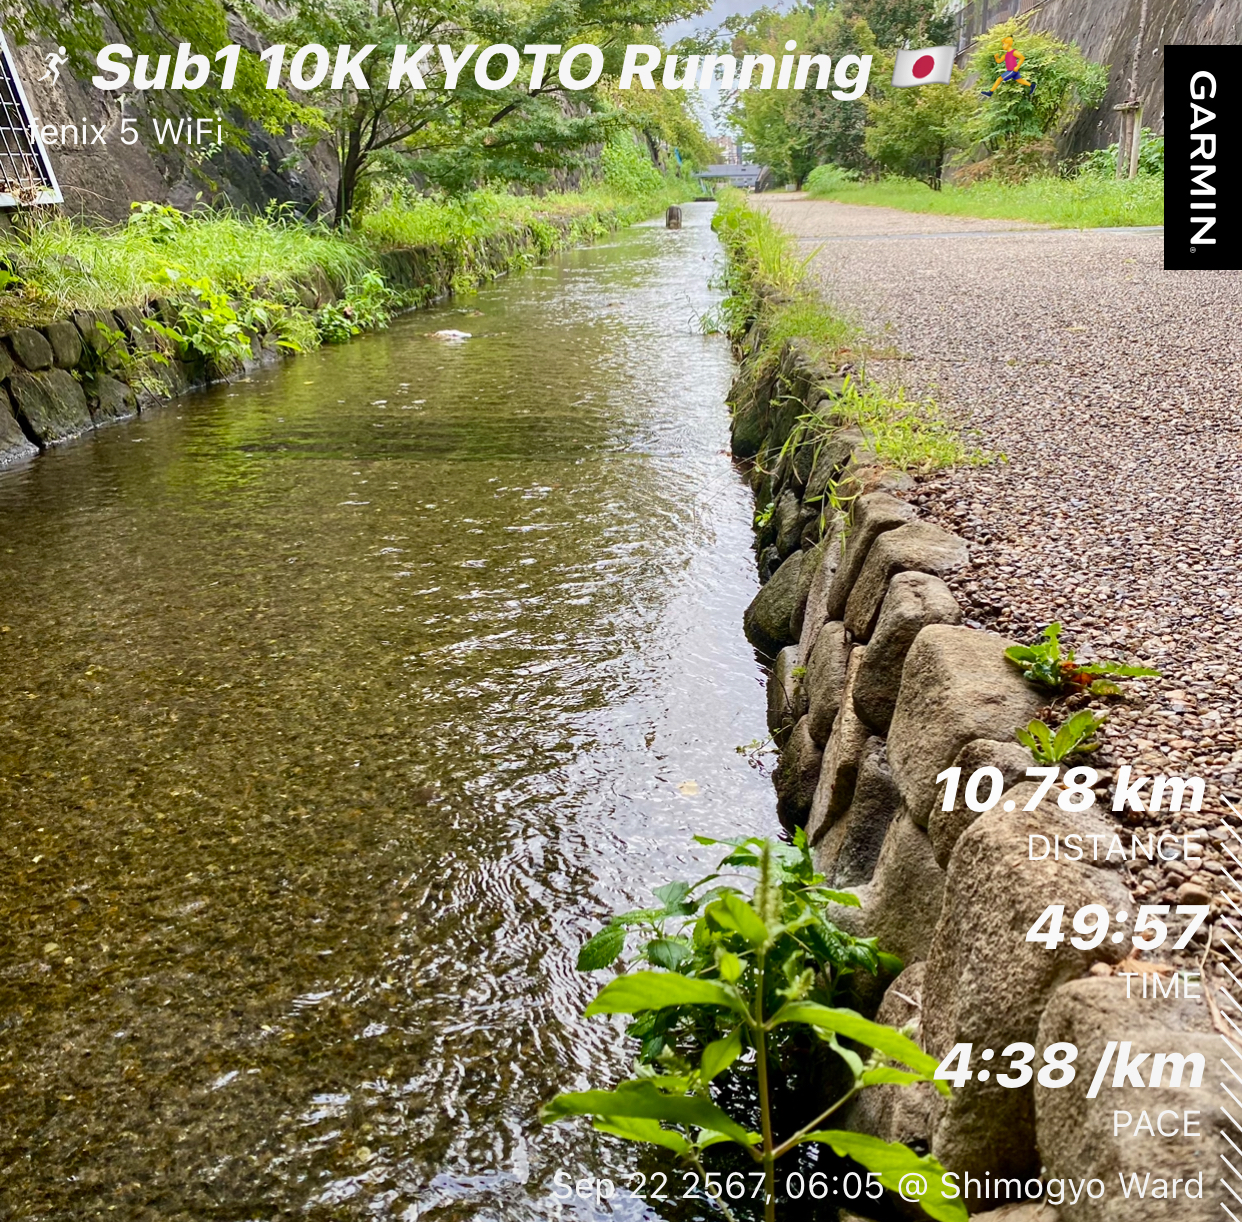 Sub1 10K KYOTO Running 🇯🇵 🏃
fenix 5 WiFi
GARMIN®
10.78 km
DISTANCE
49:57
TIME
4:38 /km
PACE
Sep 22 2567, 06:05 @ Shimogyo Ward